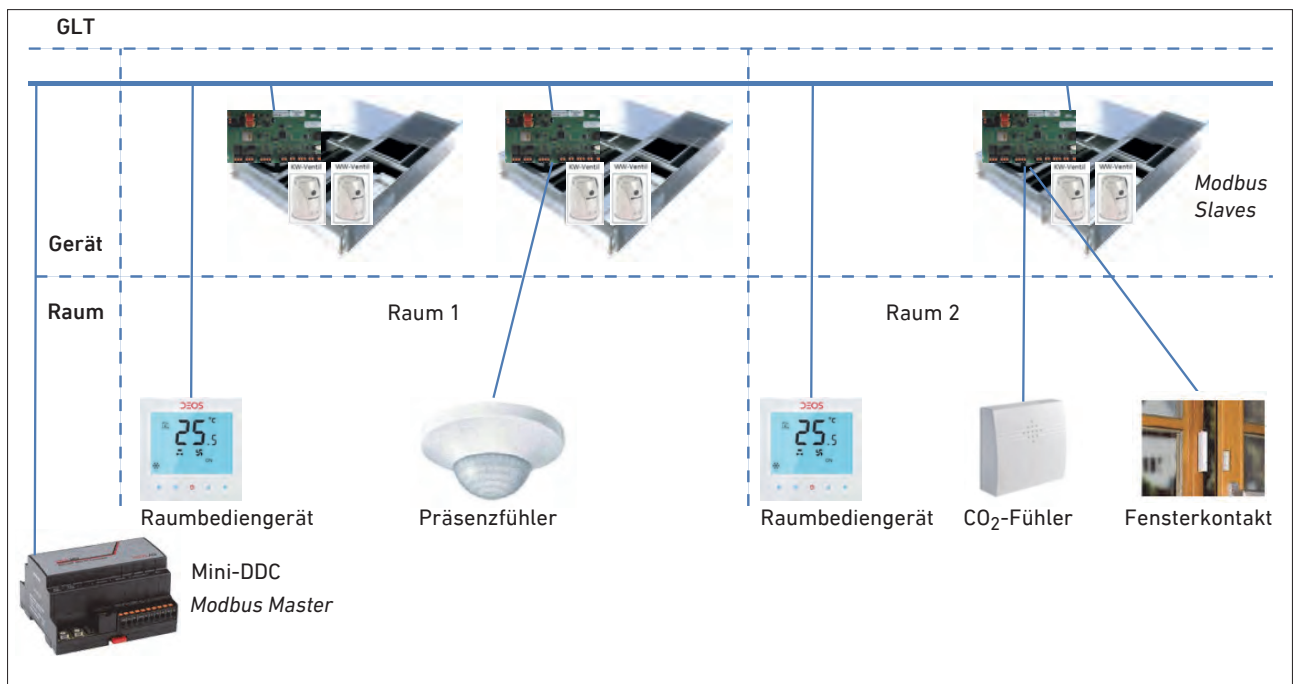 GLT
KW-Ventil WW-Ventil
KW-Ventil WW-Ventil
KW-Ventil WW-Ventil
Modbus
Slaves
Gerät
Raum
Raum 1
Raum 2
DEOS
25.5 °C
DEOS
25.5 °C
Raumbediengerät
Präsenzfühler
Raumbediengerät
CO₂-Fühler
Fensterkontakt
Mini-DDC
Modbus Master